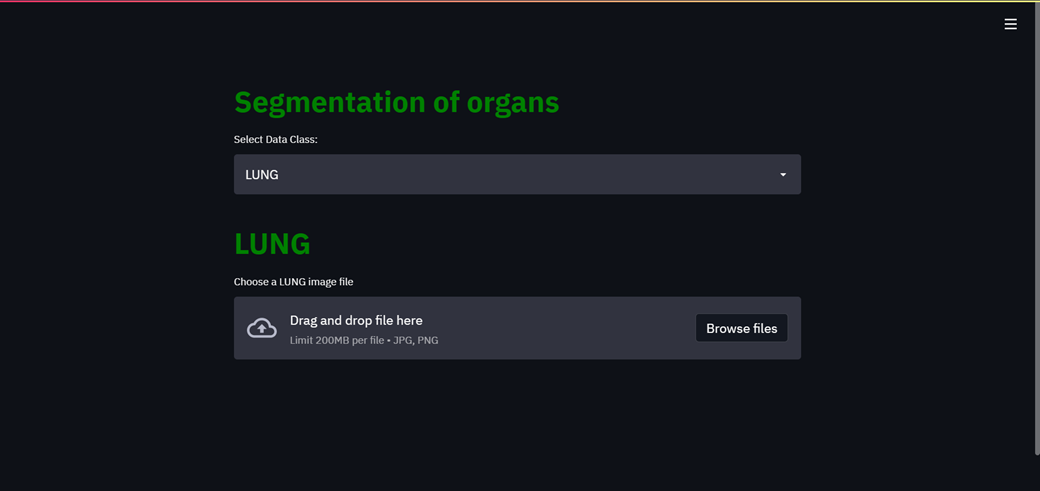 Segmentation of organs
Select Data Class:
LUNG
LUNG
Choose a LUNG image file
Drag and drop file here
Limit 200MB per file • JPG, PNG
Browse files